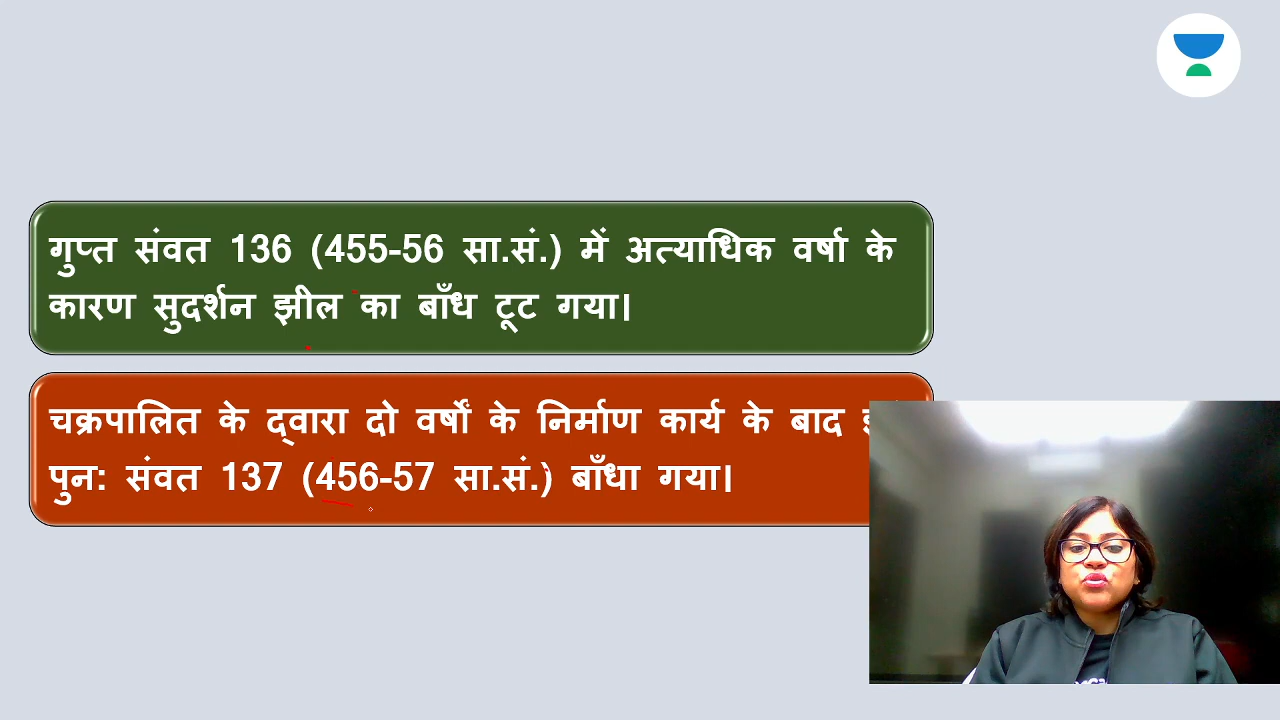 गुप्त संवत 136 (455-56 सा.सं.) में अत्याधिक वर्षा के
कारण सुदर्शन झील का बाँध टूट गया।
चक्रपालित के द्वारा दो वर्षों के निर्माण कार्य के बाद
पुन: संवत 137 (456-57 सा.सं.) बाँधा गया।